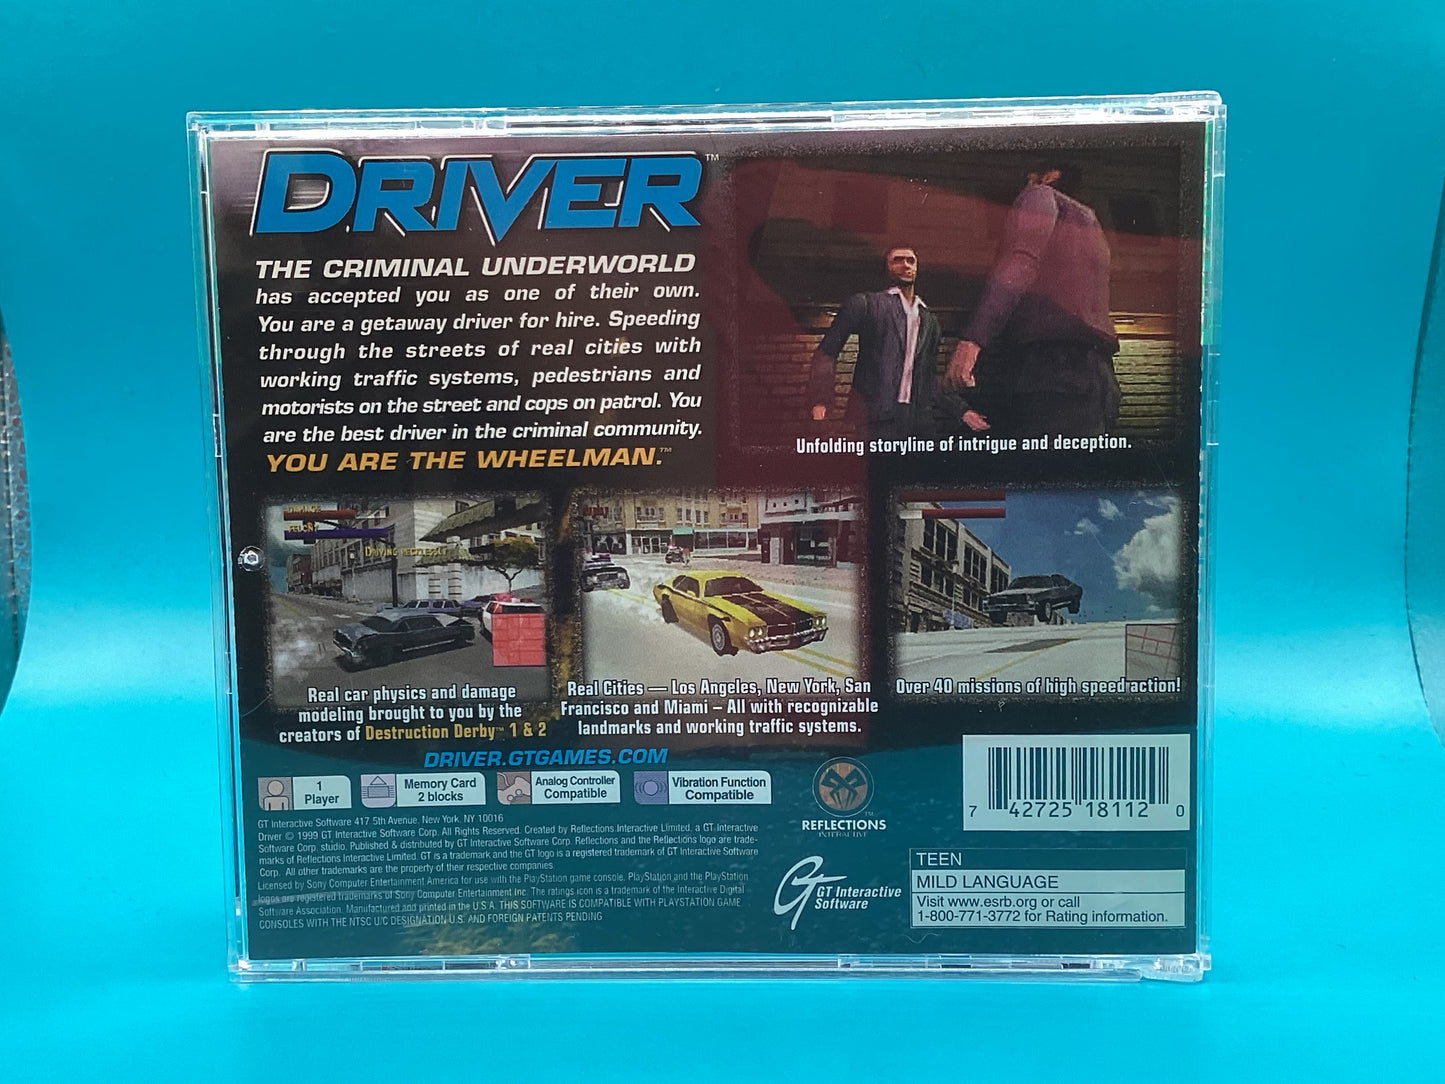 DRIVER™
THE CRIMINAL UNDERWORLD
has accepted you as one of their own.
You are a getaway driver for hire. Speeding
through the streets of real cities with
working traffic systems, pedestrians and
motorists on the street and cops on patrol. You
are the best driver in the criminal community.
YOU ARE THE WHEELMAN.™
Unfolding storyline of intrigue and deception.
DAMAGE
FELONY
DRIVING RECKLESSLY
Real car physics and damage
modeling brought to you by the
creators of Destruction Derby™ 1 & 2
Real Cities — Los Angeles, New York, San
Francisco and Miami – All with recognizable
landmarks and working traffic systems.
Over 40 missions of high speed action!
DRIVER.GTGAMES.COM
1
Player
Memory Card
2 blocks
Analog Controller
Compatible
Vibration Function
Compatible
GT Interactive Software 417 5th Avenue. New York. NY 10016
Driver © 1999 GT Interactive Software Corp. All Rights Reserved. Created by Reflections Interactive Limited. a GT Interactive
Software Corp. studio. Published & distributed by GT Interactive Software Corp. Reflections and the Reflections logo are trade-
marks of Reflections Interactive Limited. GT is a trademark and the GT logo is a registered trademark of GT Interactive Software
Corp. All other trademarks are the property of their respective companies
Licensed by Sony Computer Entertainment America for use with the PlayStation game console. PlayStation and the PlayStation
logos are registered trademarks of Sony Computer Entertainment Inc. The ratings icon is a trademark of the Interactive Digital
Software Association. Manufactured and printed in the U.S.A. THIS SOFTWARE IS COMPATIBLE WITH PLAYSTATION GAME
CONSOLES WITH THE NTSC U/C DESIGNATION U.S. AND FOREIGN PATENTS PENDING
REFLECTIONS™
INTERACTIVE
GT GT Interactive
Software
7 42725 18112 0
TEEN
MILD LANGUAGE
Visit www.esrb.org or call
1-800-771-3772 for Rating information.